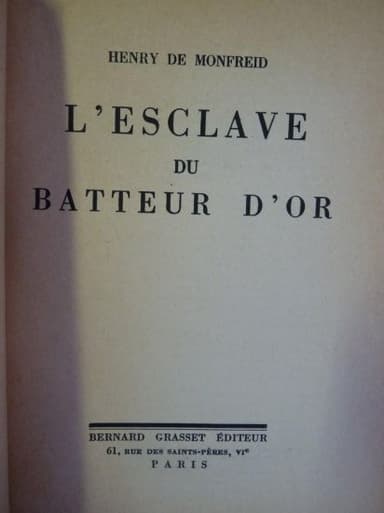 HENRY DE MONFREID
L'ESCLAVE
DU
BATTEUR D'OR
BERNARD GRASSET ÉDITEUR
61, RUE DES SAINTS-PÈRES, VIᵉ
PARIS